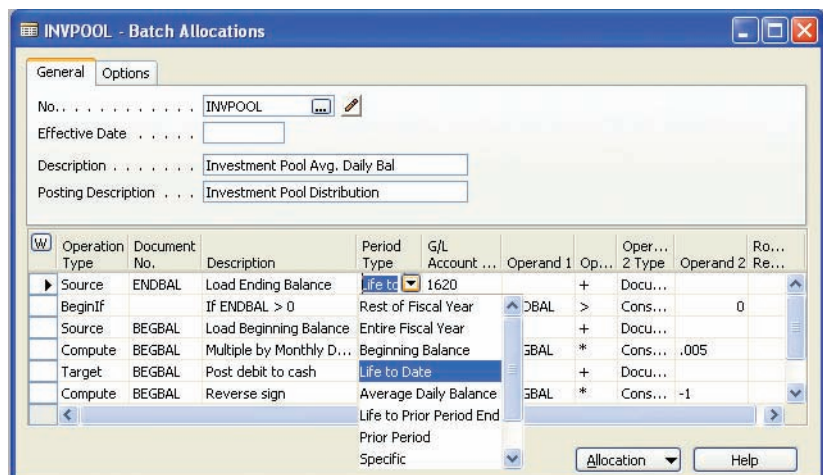 INVPOOL - Batch Allocations
General Options
No. . . . . . . . . . . . INVPOOL ...
Effective Date . . . . .
Description . . . . . . . Investment Pool Avg. Daily Bal
Posting Description . . . Investment Pool Distribution
W Operation Type Document No. Description Period Type G/L Account ... Operand 1 Op... Oper... 2 Type Operand 2 Ro... Re...
Source ENDBAL Load Ending Balance Life to 1620 + Docu...
BeginIf If ENDBAL > 0 Rest of Fiscal Year DBAL > Cons... 0
Source BEGBAL Load Beginning Balance Entire Fiscal Year + Docu...
Compute BEGBAL Multiple by Monthly D... Beginning Balance GBAL * Cons... .005
Target BEGBAL Post debit to cash Life to Date + Docu...
Compute BEGBAL Reverse sign Average Daily Balance GBAL * Cons... -1
Life to Prior Period End
Prior Period
Specific
Allocation Help